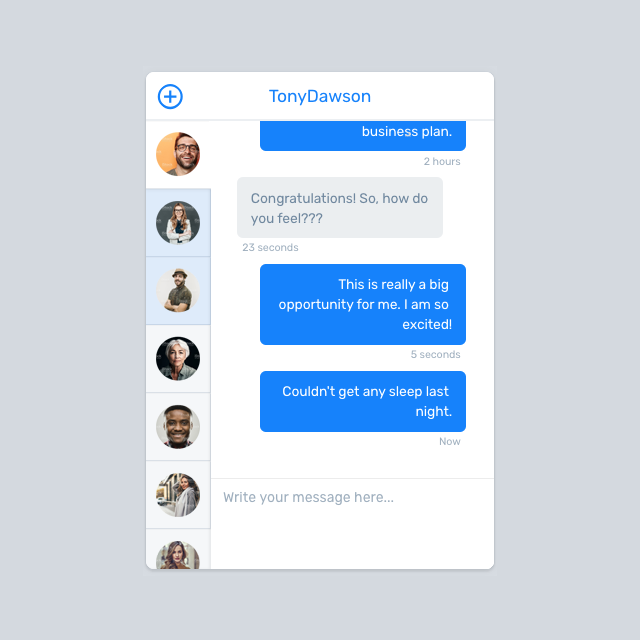 TonyDawson
business plan.
2 hours
Congratulations! So, how do
you feel???
23 seconds
This is really a big
opportunity for me. I am so
excited!
5 seconds
Couldn't get any sleep last
night.
Now
Write your message here...